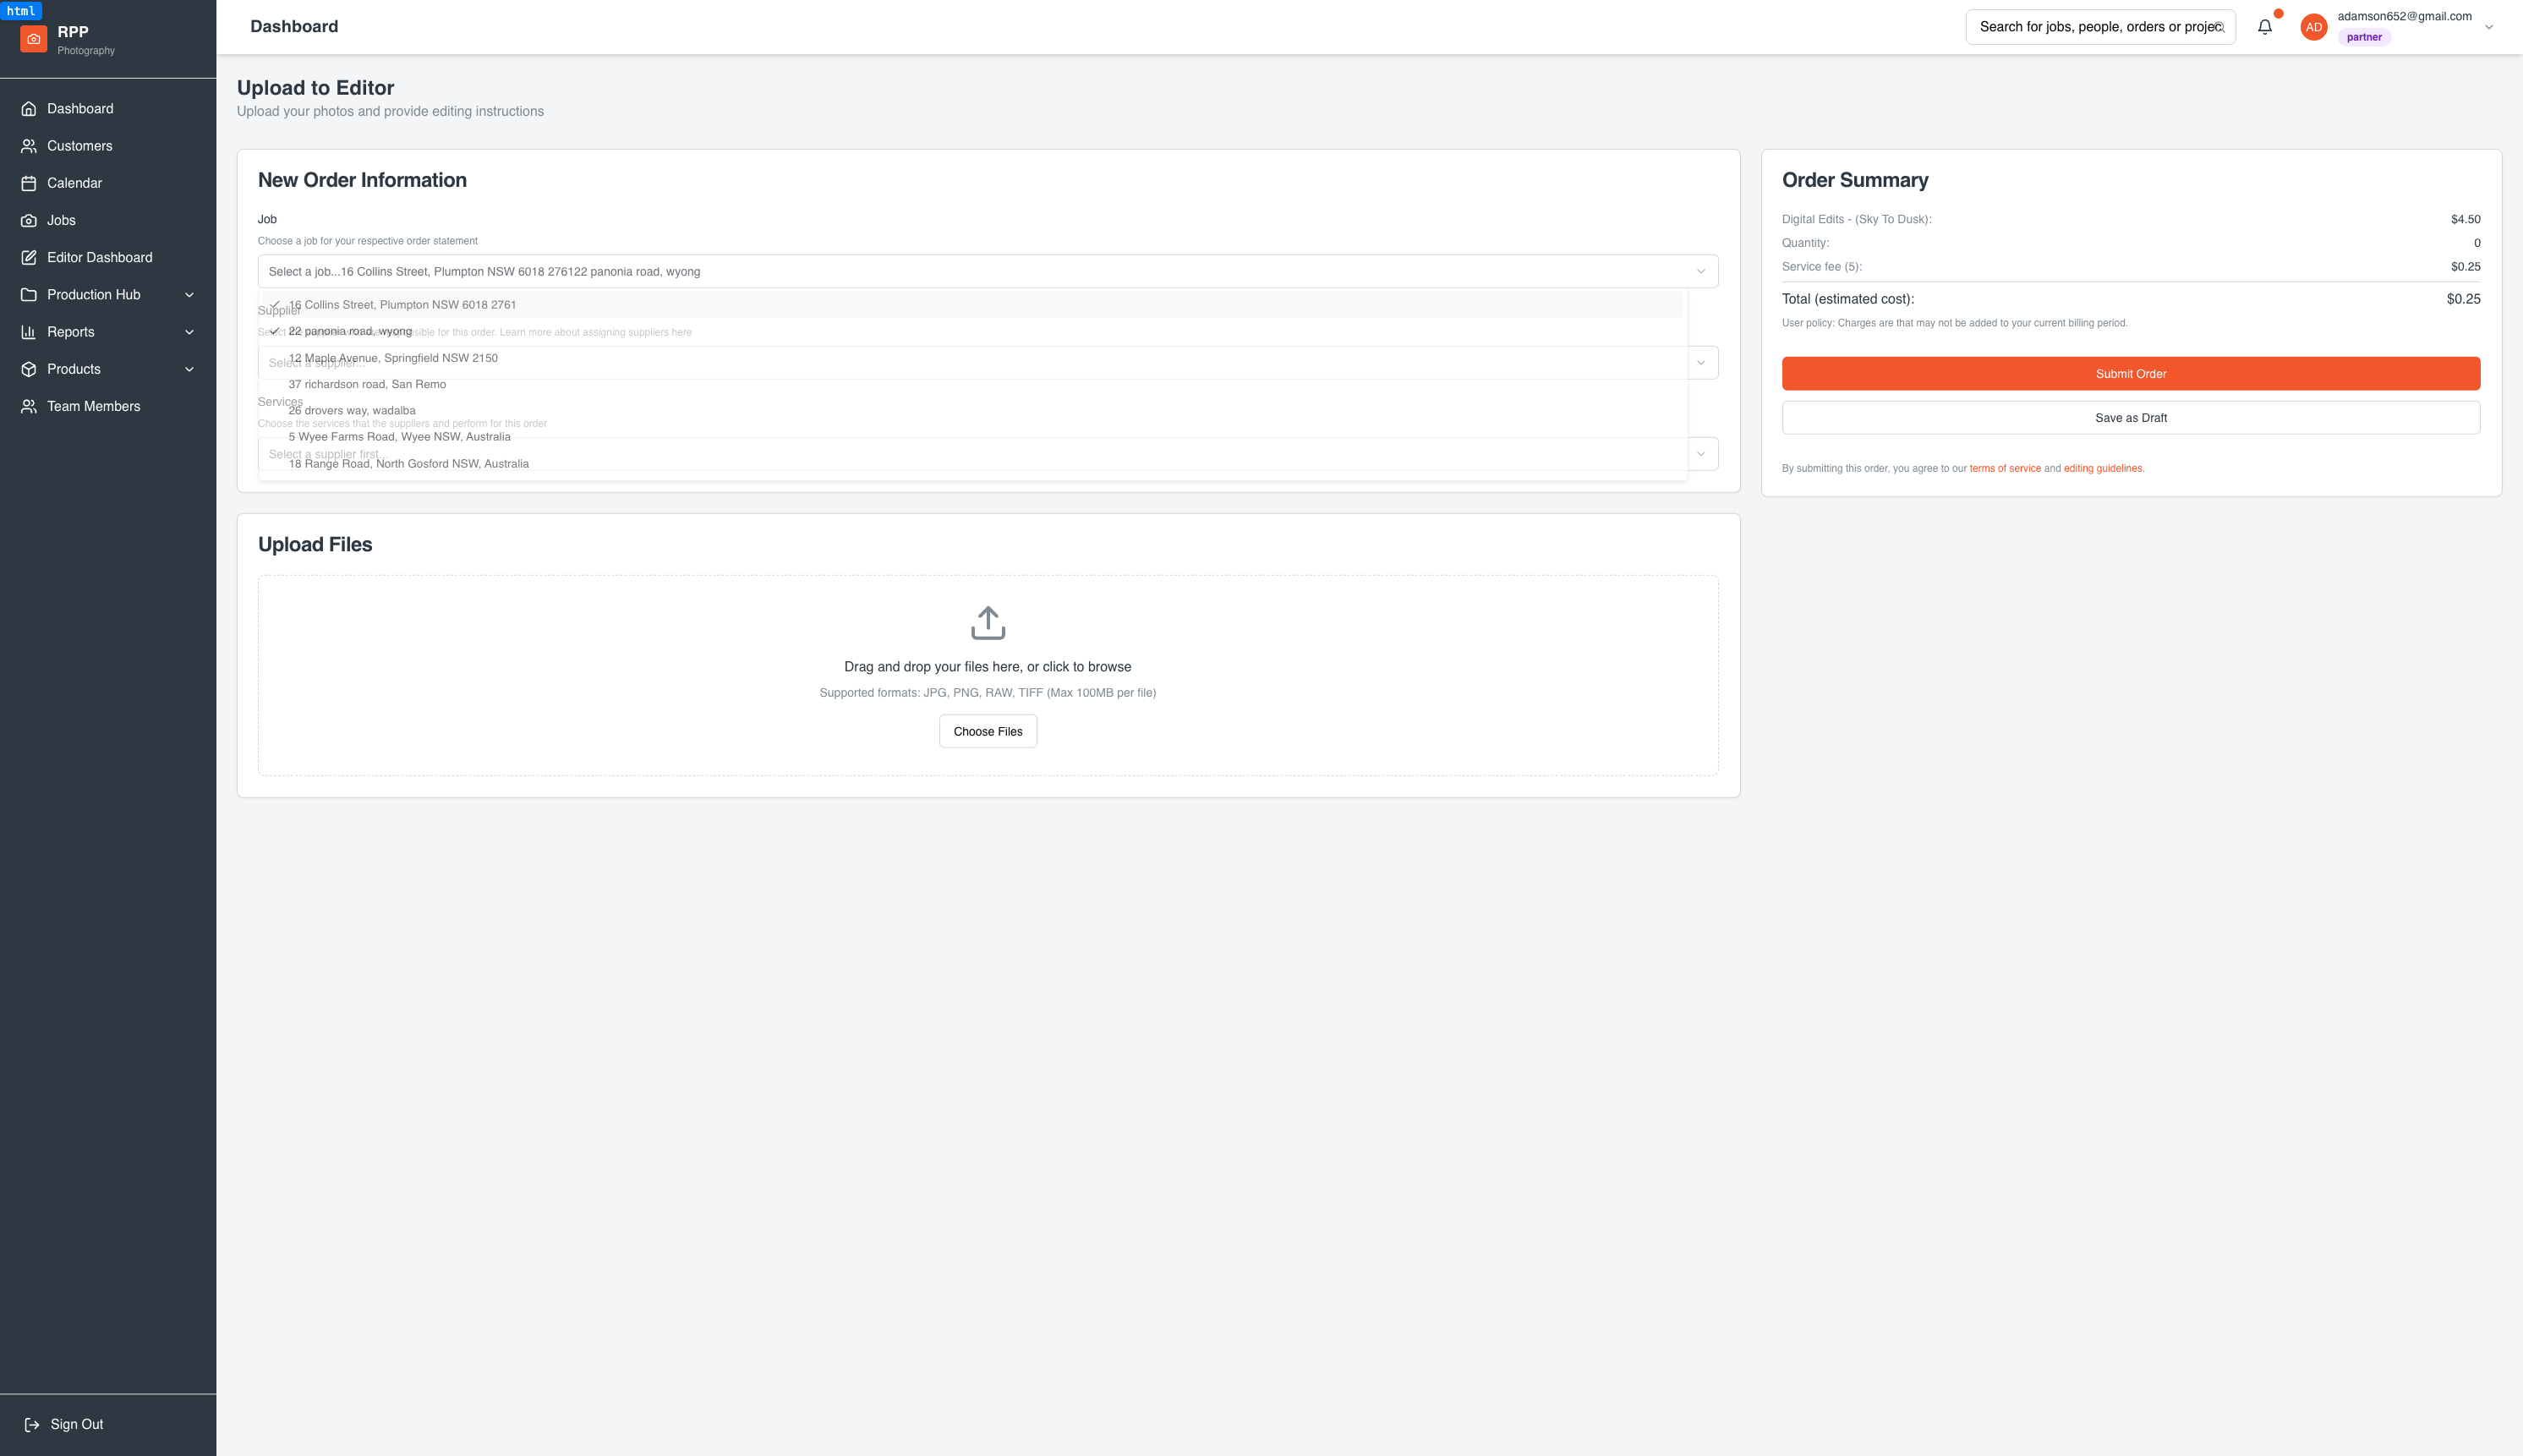 html
RPP
Photography
Dashboard
Customers
Calendar
Jobs
Editor Dashboard
Production Hub
Reports
Products
Team Members
Sign Out
Dashboard
Search for jobs, people, orders or projec
AD
adamson652@gmail.com
partner
Upload to Editor
Upload your photos and provide editing instructions
New Order Information
Job
Choose a job for your respective order statement
Select a job...16 Collins Street, Plumpton NSW 6018 276122 panonia road, wyong
16 Collins Street, Plumpton NSW 6018 2761
Supplier
22 panonia road, wyong
Select sible for this order. Learn more about assigning suppliers here
12 Maple Avenue, Springfield NSW 2150
Select a supplier...
37 richardson road, San Remo
Services
26 drovers way, wadalba
Choose the services that the suppliers and perform for this order
5 Wyee Farms Road, Wyee NSW, Australia
Select a supplier first...
18 Range Road, North Gosford NSW, Australia
Upload Files
Drag and drop your files here, or click to browse
Supported formats: JPG, PNG, RAW, TIFF (Max 100MB per file)
Choose Files
Order Summary
Digital Edits - (Sky To Dusk): $4.50
Quantity: 0
Service fee (5): $0.25
Total (estimated cost): $0.25
User policy: Charges are that may not be added to your current billing period.
Submit Order
Save as Draft
By submitting this order, you agree to our terms of service and editing guidelines.